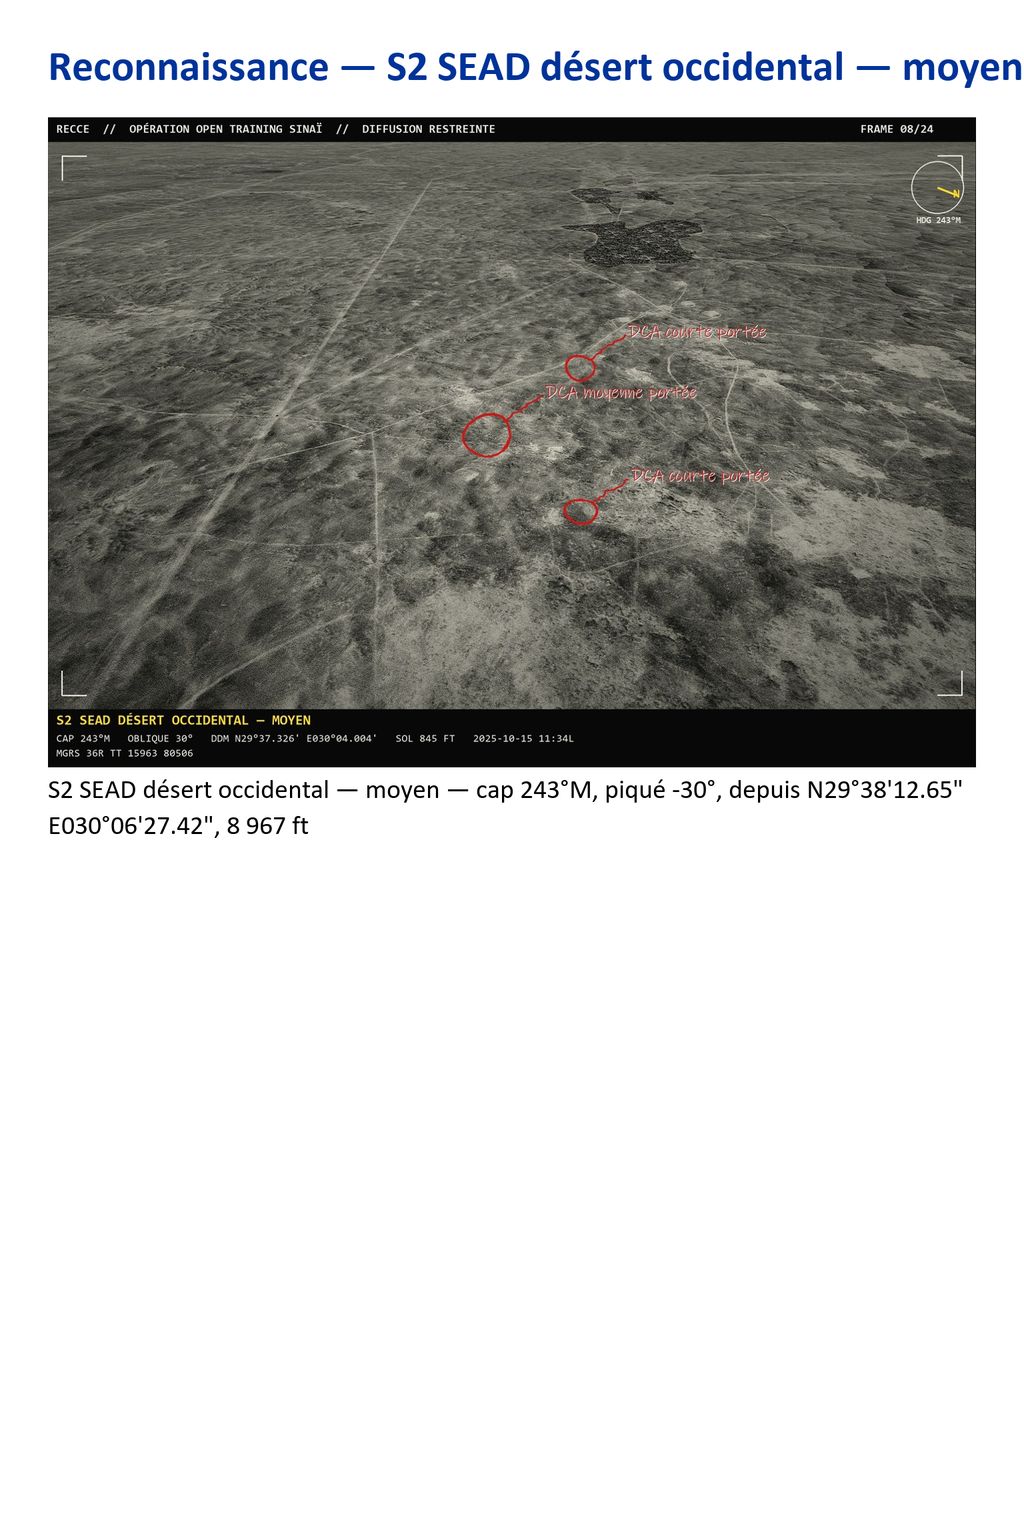 Reconnaissance — S2 SEAD désert occidental — moyen
RECCE // OPÉRATION OPEN TRAINING SINAÏ // DIFFUSION RESTREINTE FRAME 08/24
N
HDG 243°M
DCA courte portée
DCA moyenne portée
DCA courte portée
S2 SEAD DÉSERT OCCIDENTAL — MOYEN
CAP 243°M OBLIQUE 30° DDM N29°37.326' E030°04.004' SOL 845 FT 2025-10-15 11:34L
MGRS 36R TT 15963 80506
S2 SEAD désert occidental — moyen — cap 243°M, piqué -30°, depuis N29°38'12.65"
E030°06'27.42", 8 967 ft